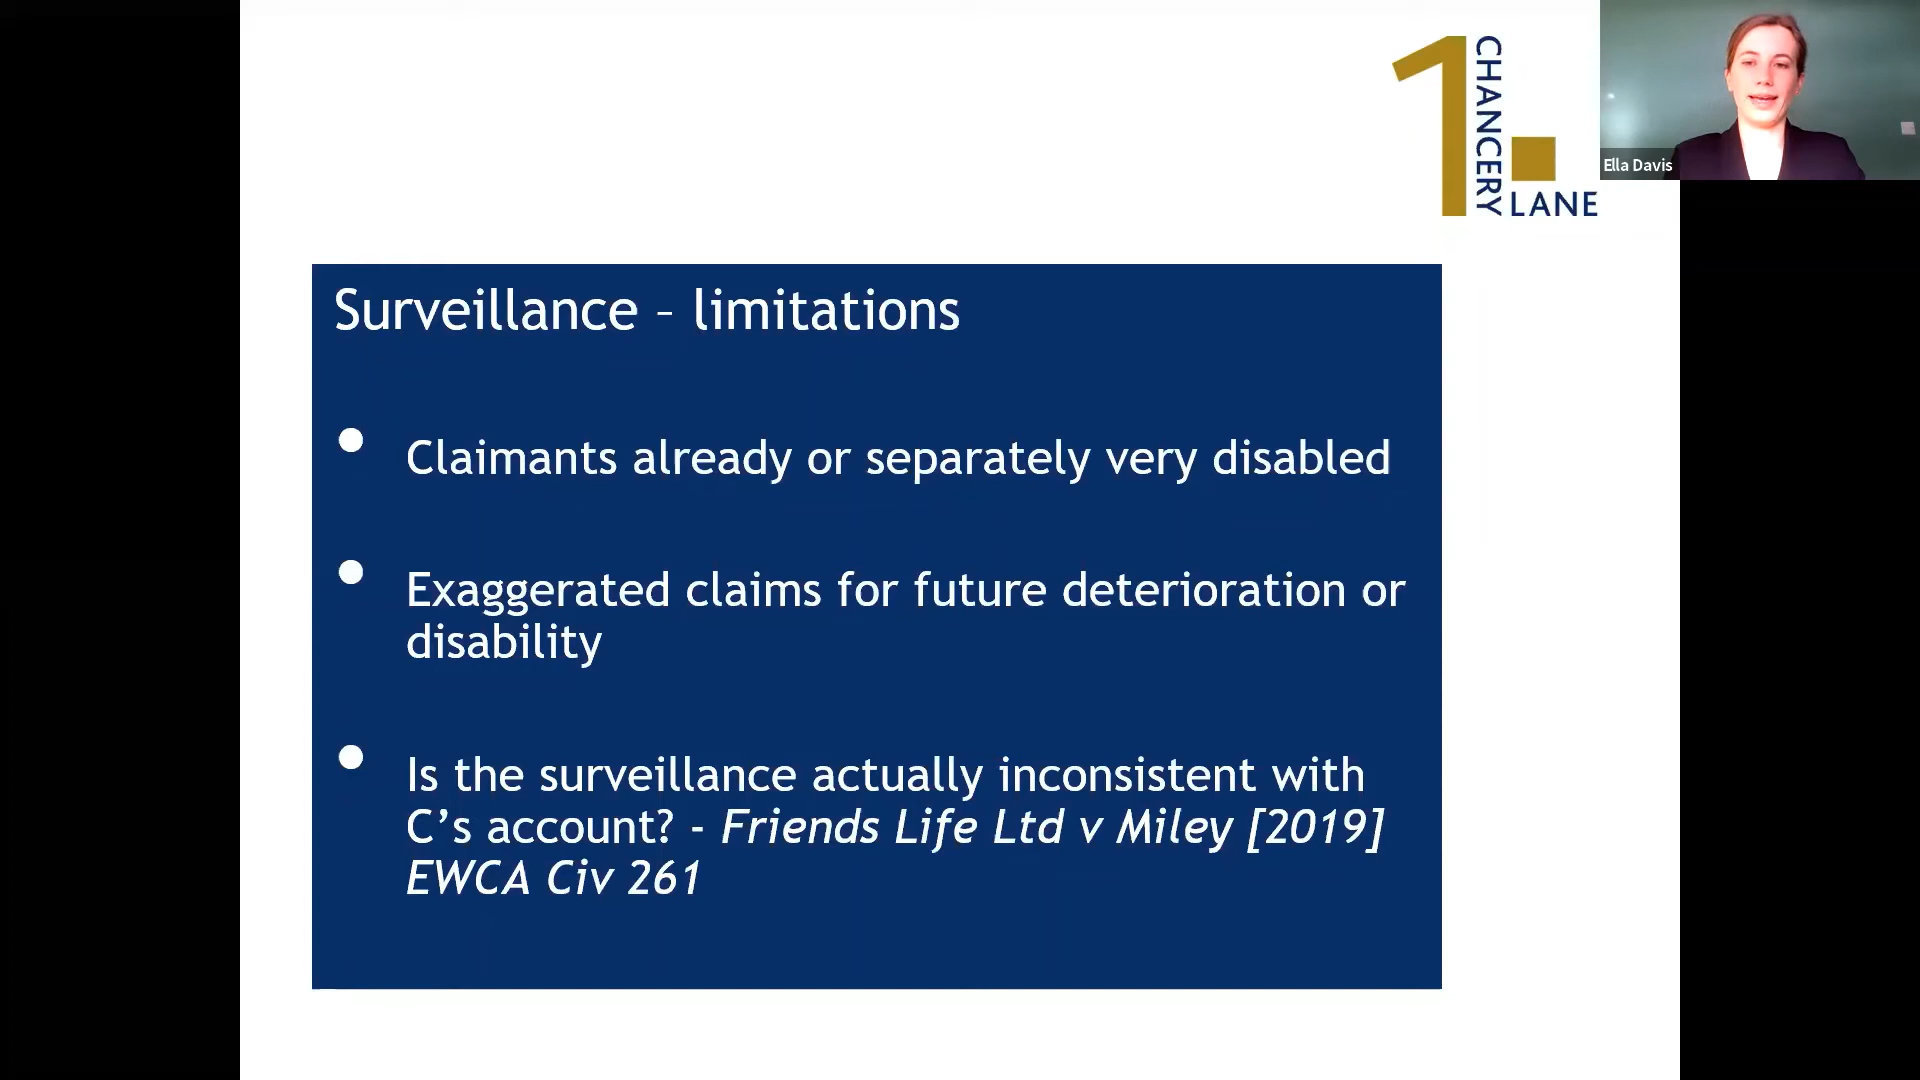 1
CHANCERY
LANE
Ella Davis
Surveillance – limitations
• Claimants already or separately very disabled
• Exaggerated claims for future deterioration or
disability
• Is the surveillance actually inconsistent with
C’s account? - Friends Life Ltd v Miley [2019]
EWCA Civ 261